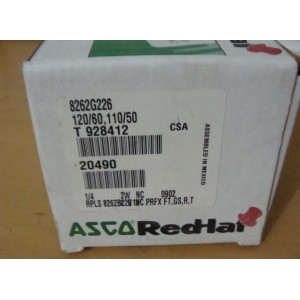 8262G226
120/60,110/50
T 928412
CSA
20490
1/4 2W NC 0902
RPLS PRFX FT,GS,R,T
ASSEMBLED IN MEXICO
ASCO RedHat